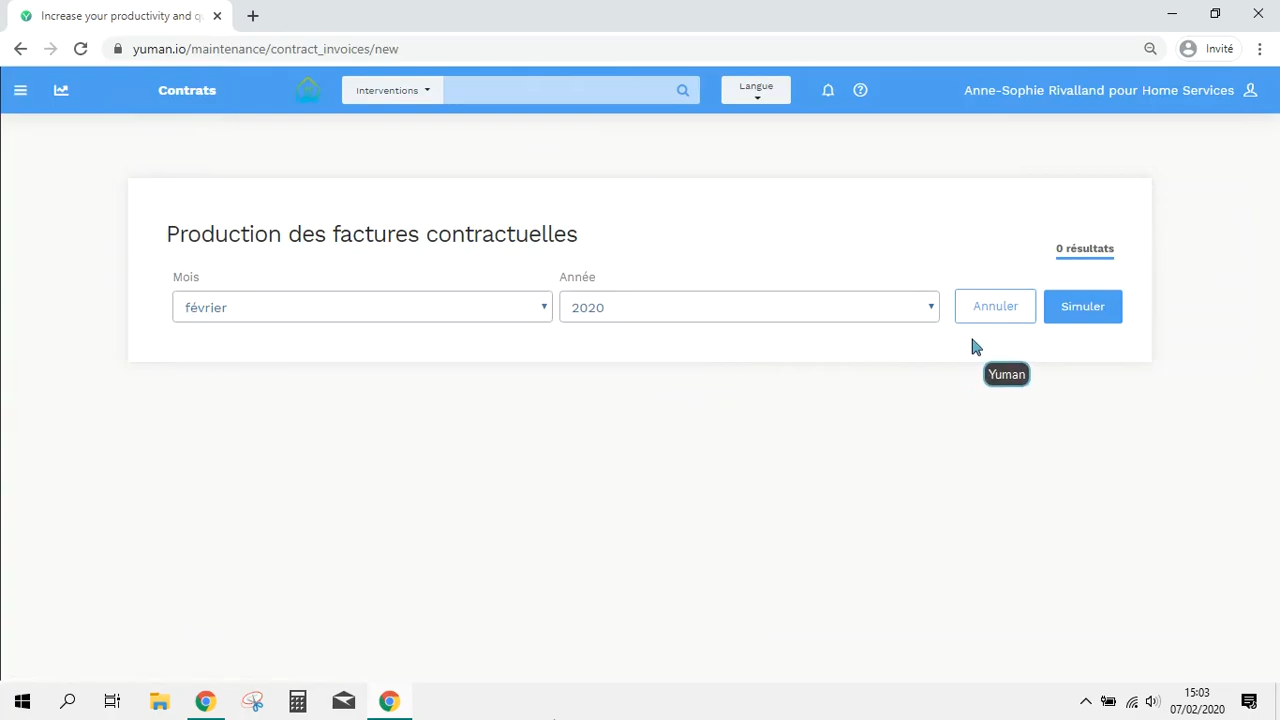 Increase your productivity and q
yuman.io/maintenance/contract_invoices/new
Invité
Contrats
Interventions
Langue
Anne-Sophie Rivalland pour Home Services
Production des factures contractuelles
0 résultats
Mois
Année
février
2020
Annuler
Simuler
Yuman
15:03
07/02/2020